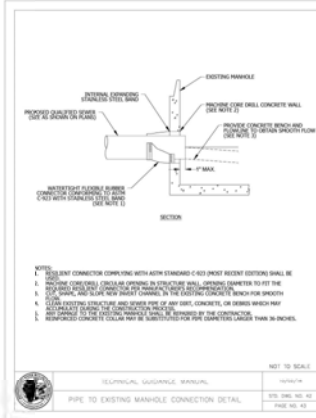 EXISTING MANHOLE
INTERNAL EXPANDING
STAINLESS STEEL BAND
MACHINE CORE DRILL CONCRETE WALL
(SEE NOTE 2)
PROPOSED QUALIFIED SEWER
(SIZE AS SHOWN ON PLANS)
PROVIDE CONCRETE BENCH AND
FLOWLINE TO OBTAIN SMOOTH FLOW
(SEE NOTE 3)
1" MAX.
WATERTIGHT FLEXIBLE RUBBER
CONNECTOR CONFORMING TO ASTM
C-923 WITH STAINLESS STEEL BAND
(SEE NOTE 1)
SECTION
NOTES:
1. RESILIENT CONNECTOR COMPLYING WITH ASTM STANDARD C-923 (MOST RECENT EDITION) SHALL BE
USED.
2. MACHINE CORE/DRILL CIRCULAR OPENING IN STRUCTURE WALL. OPENING DIAMETER TO FIT THE
REQUIRED RESILIENT CONNECTOR PER MANUFACTURER'S RECOMMENDATION.
3. CUT, SHAPE, AND SLOPE NEW INVERT CHANNEL IN THE EXISTING CONCRETE BENCH FOR SMOOTH
FLOW.
4. CLEAN EXISTING STRUCTURE AND SEWER PIPE OF ANY DIRT, CONCRETE, OR DEBRIS WHICH MAY
ACCUMULATE DURING THE CONSTRUCTION PROCESS.
5. ANY DAMAGE TO THE EXISTING MANHOLE SHALL BE REPAIRED BY THE CONTRACTOR.
6. REINFORCED CONCRETE COLLAR MAY BE SUBSTITUTED FOR PIPE DIAMETERS LARGER THAN 36 INCHES.
NOT TO SCALE
TECHNICAL GUIDANCE MANUAL
PIPE TO EXISTING MANHOLE CONNECTION DETAIL
STD. DWG. NO. 42
PAGE NO. 42